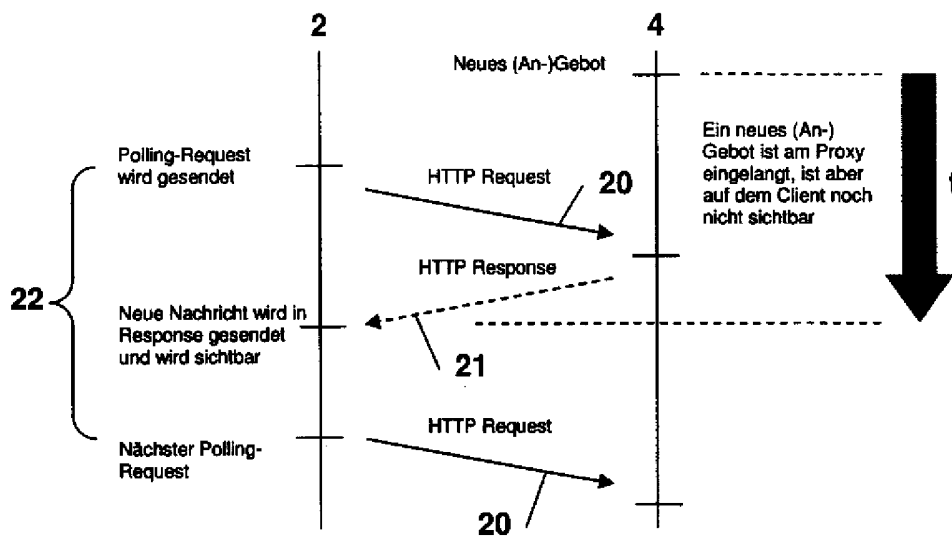 2
4
Neues (An-)Gebot
Ein neues (An-)
Gebot ist am Proxy
eingelangt, ist aber
auf dem Client noch
nicht sichtbar
Polling-Request
wird gesendet
HTTP Request
20
HTTP Response
22
Neue Nachricht wird in
Response gesendet
und wird sichtbar
21
HTTP Request
Nächster Polling-
Request
20